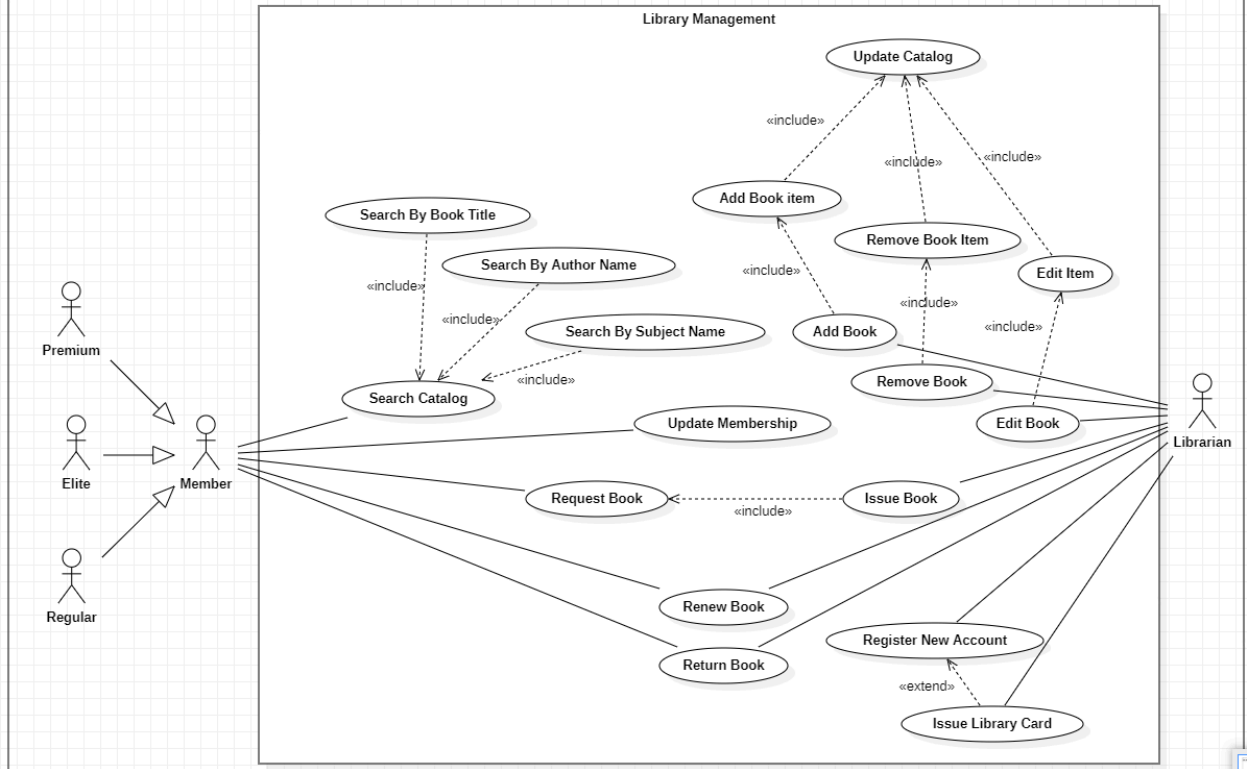 Library Management
Update Catalog
«include»
«include»
«include»
Add Book item
Search By Book Title
Remove Book Item
Search By Author Name
Edit Item
«include»
«include»
«include»
«include»
«include»
Search By Subject Name
Add Book
Premium
«include»
Remove Book
Search Catalog
Update Membership
Edit Book
Librarian
Elite
Member
Request Book
Issue Book
«include»
Renew Book
Regular
Register New Account
Return Book
«extend»
Issue Library Card